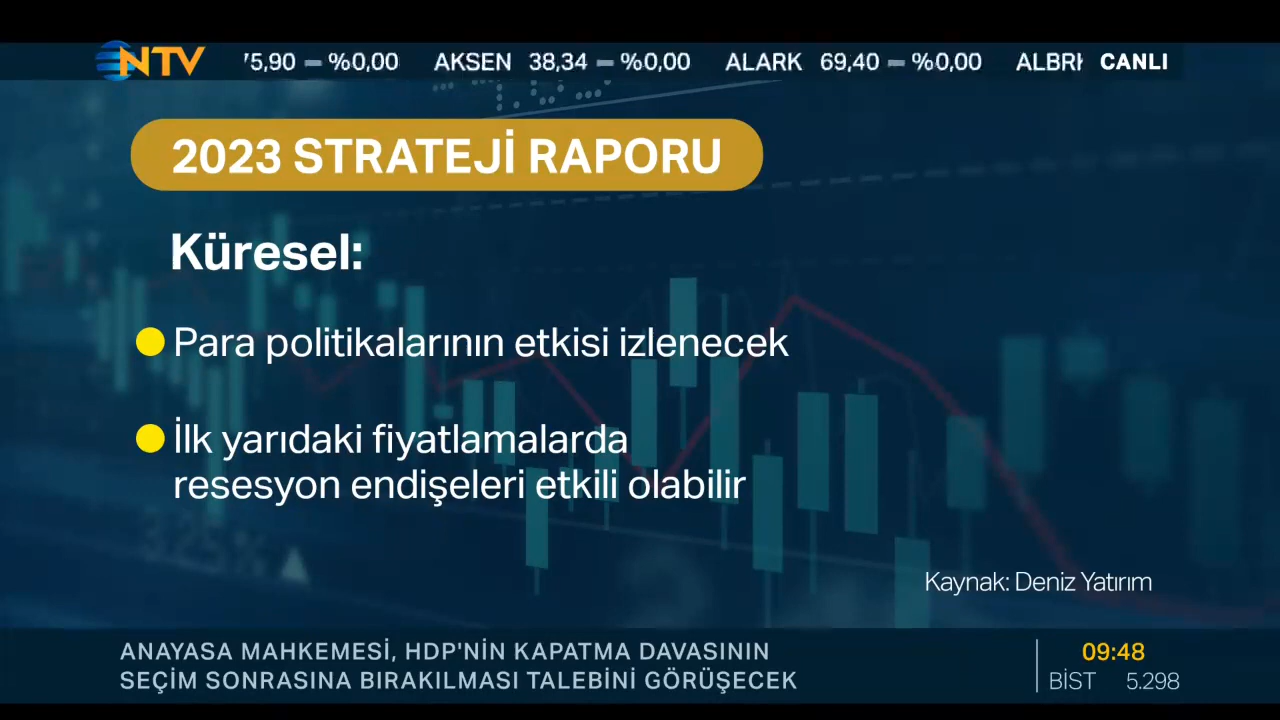 NTV 75,90 %0,00 AKSEN 38,34 %0,00 ALARK 69,40 %0,00 CANLI
2023 STRATEJİ RAPORU
Küresel:
Para politikalarının etkisi izlenecek
İlk yarıdaki fiyatlamalarda
resesyon endişeleri etkili olabilir
Kaynak: Deniz Yatırım
ANAYASA MAHKEMESİ, HDP'NİN KAPATMA DAVASININ
SEÇİM SONRASINA BIRAKILMASI TALEBİNİ GÖRÜŞECEK
09:48
BİST 5.298